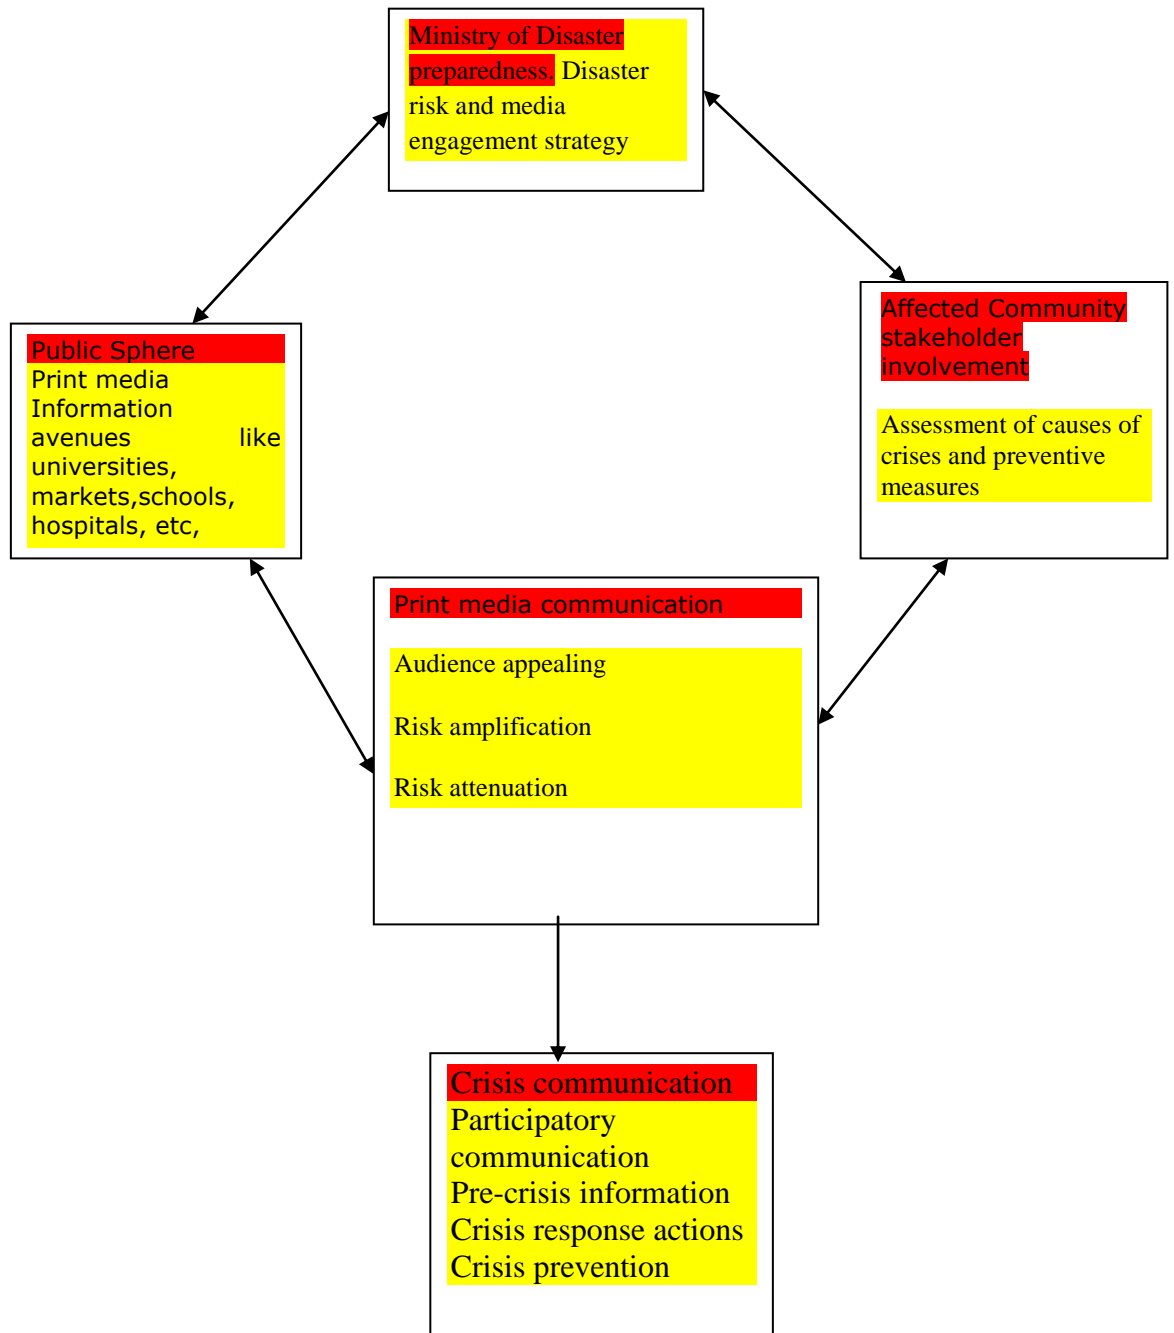 Ministry of Disaster
preparedness. Disaster
risk and media
engagement strategy
Public Sphere
Print media
Information
avenues like
universities,
markets,schools,
hospitals, etc,
Affected Community
stakeholder
involvement
Assessment of causes of
crises and preventive
measures
Print media communication
Audience appealing
Risk amplification
Risk attenuation
Crisis communication
Participatory
communication
Pre-crisis information
Crisis response actions
Crisis prevention